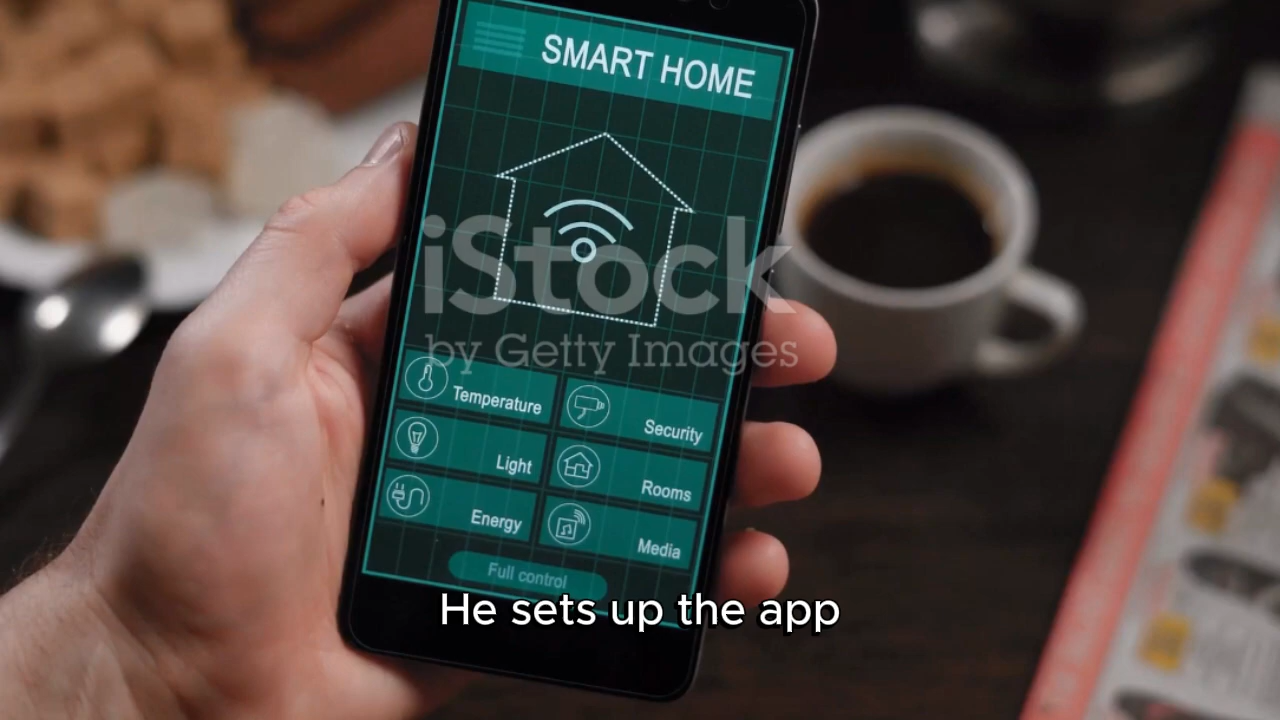 SMART HOME
iStock
by Getty Images
Temperature
Security
Light
Rooms
Energy
Media
Full control
He sets up the app